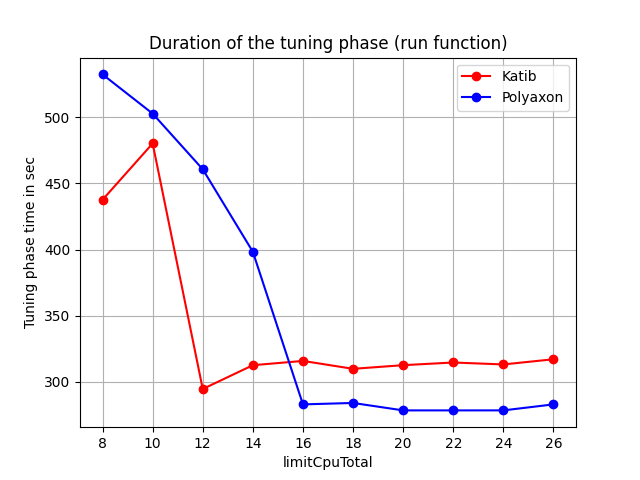 Duration of the tuning phase (run function)
Katib
Polyaxon
Tuning phase time in sec
500
450
400
350
300
8 10 12 14 16 18 20 22 24 26
limitCpuTotal